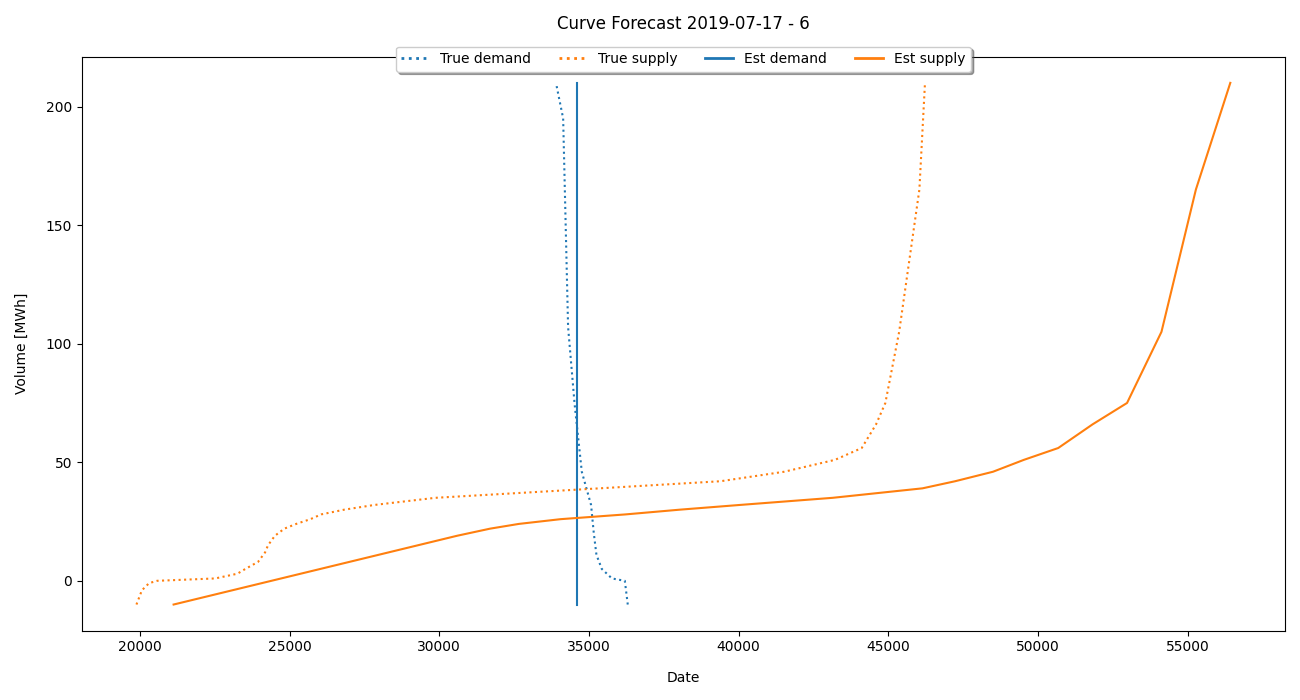 Curve Forecast 2019-07-17 - 6
True demand True supply Est demand Est supply
200
150
100
50
0
Volume [MWh]
20000 25000 30000 35000 40000 45000 50000 55000
Date